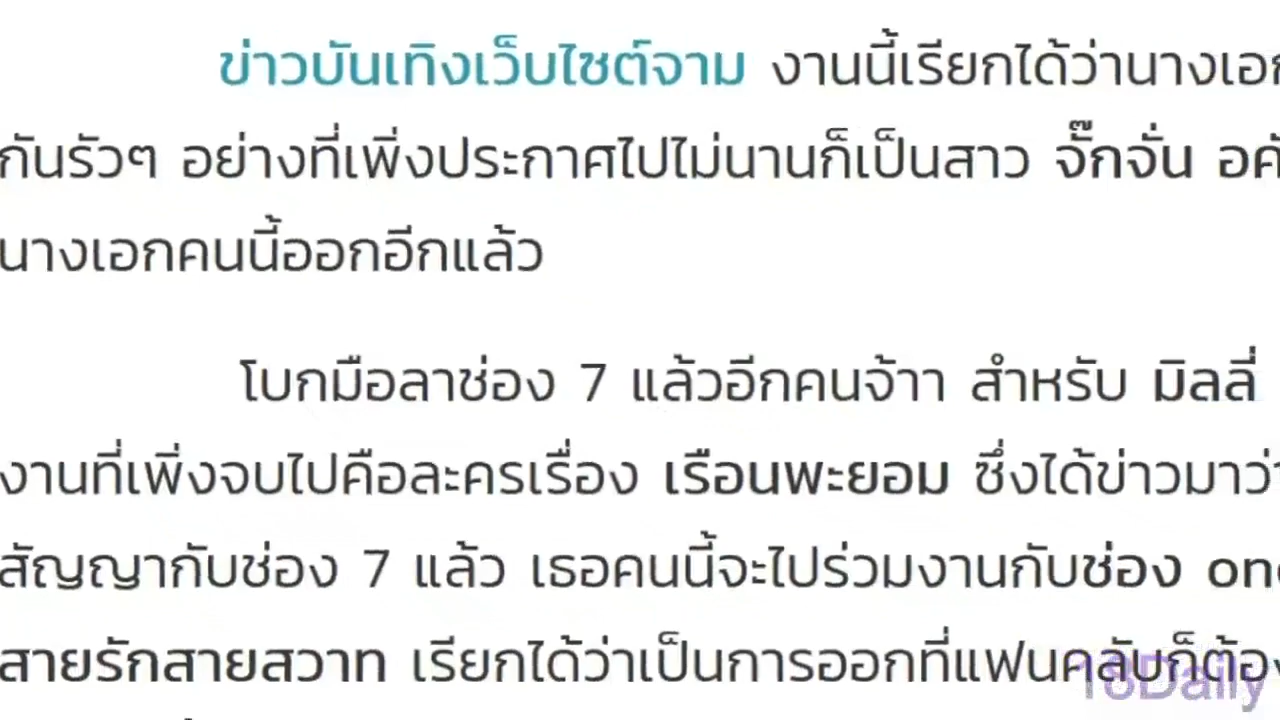 ข่าวบันเทิงเว็บไซต์จาม งานนี้เรียกได้ว่านางเอก
กันรัวๆ อย่างที่เพิ่งประกาศไปไม่นานก็เป็นสาว จั๊กจั่น อคั
นางเอกคนนี้ออกอีกแล้ว
โบกมือลาช่อง 7 แล้วอีกคนจ้าา สำหรับ มิลลี่
งานที่เพิ่งจบไปคือละครเรื่อง เรือนพะยอม ซึ่งได้ข่าวมาว่า
สัญญากับช่อง 7 แล้ว เธอคนนี้จะไปร่วมงานกับช่อง one
สายรักสายสวาท เรียกได้ว่าเป็นการออกที่แฟนคลับก็ต้อง
18Daily